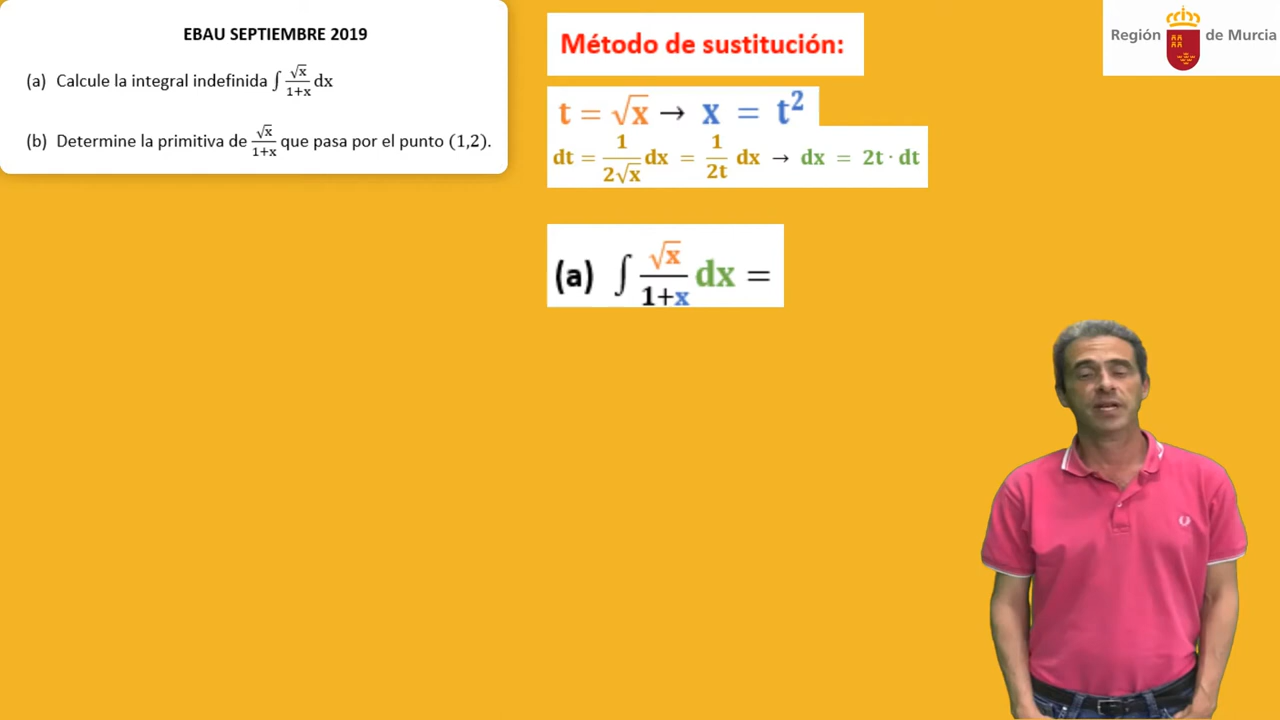 EBAU SEPTIEMBRE 2019
(a) Calcule la integral indefinida ∫ √x/1+x dx
(b) Determine la primitiva de √x/1+x que pasa por el punto (1,2).
Método de sustitución:
t = √x → x = t²
dt = 1/2√x dx = 1/2t dx → dx = 2t · dt
(a) ∫ √x/1+x dx =
Región de Murcia